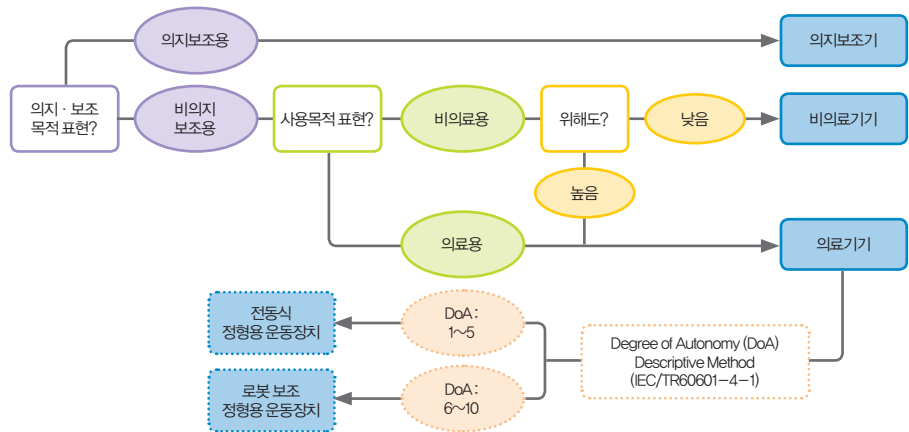 의지보조용
의지보조기
의지 · 보조
목적 표현?
비의지
보조용
사용목적 표현?
비의료용
위해도?
낮음
비의료기기
높음
의료용
의료기기
전동식
정형용 운동장치
DoA :
1~5
Degree of Autonomy (DoA)
Descriptive Method
(IEC/TR60601-4-1)
로봇 보조
정형용 운동장치
DoA :
6~10